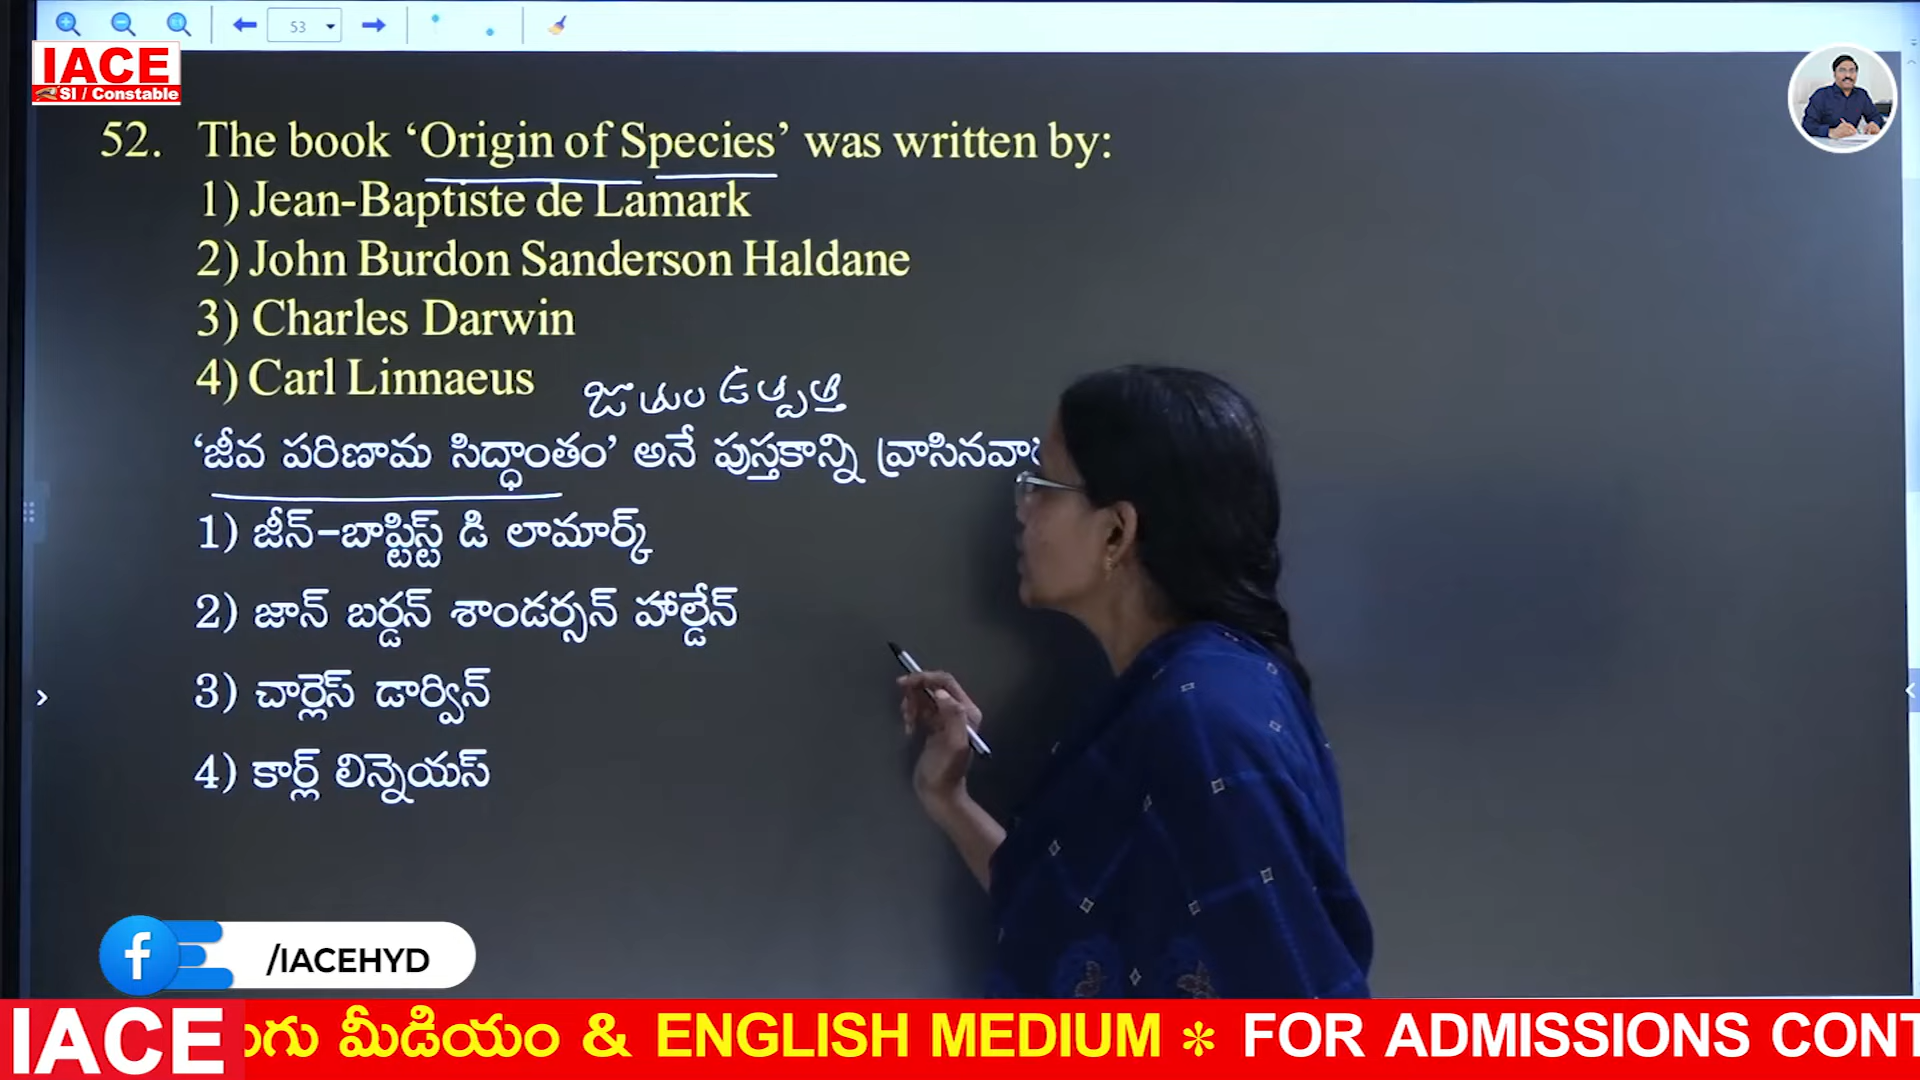 53
IACE
SI / Constable
52. The book ‘Origin of Species’ was written by:
1) Jean-Baptiste de Lamark
2) John Burdon Sanderson Haldane
3) Charles Darwin
4) Carl Linnaeus
జాతుల ఉత్పత్తి
‘జీవ పరిణామ సిద్ధాంతం’ అనే పుస్తకాన్ని
1) జీన్-బాప్టిస్ట్ డి లామార్క్
2) జాన్ బర్డన్ శాండర్సన్ హాల్డేన్
3) చార్లెస్ డార్విన్
4) కార్ల్ లిన్నెయస్
f /IACEHYD
IACE
మీడియం & ENGLISH MEDIUM * FOR ADMISSIONS